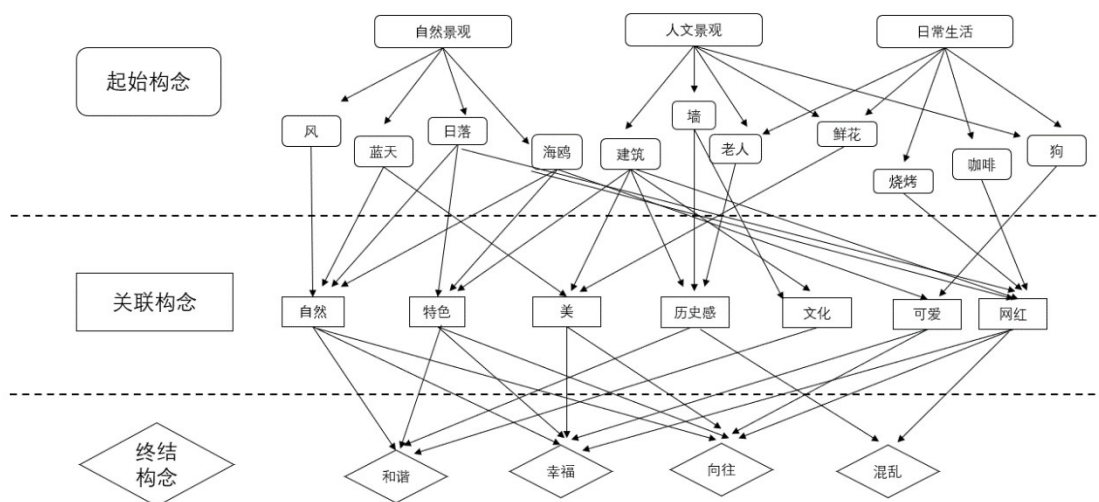 自然景观
人文景观
日常生活
起始构念
风
蓝天
日落
海鸥
建筑
墙
老人
鲜花
烧烤
咖啡
狗
关联构念
自然
特色
美
历史感
文化
可爱
网红
终结
构念
和谐
幸福
向往
混乱